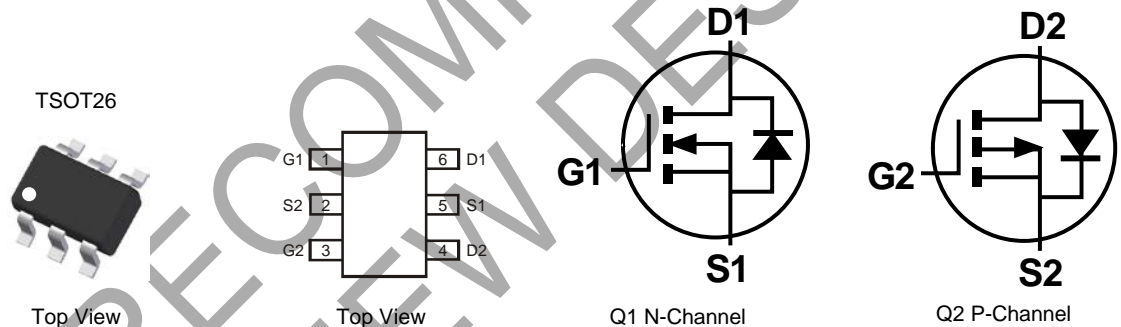 TSOT26
Top View
G1 1 6 D1
S2 2 5 S1
G2 3 4 D2
Top View
D1
G1
S1
Q1 N-Channel
D2
G2
S2
Q2 P-Channel